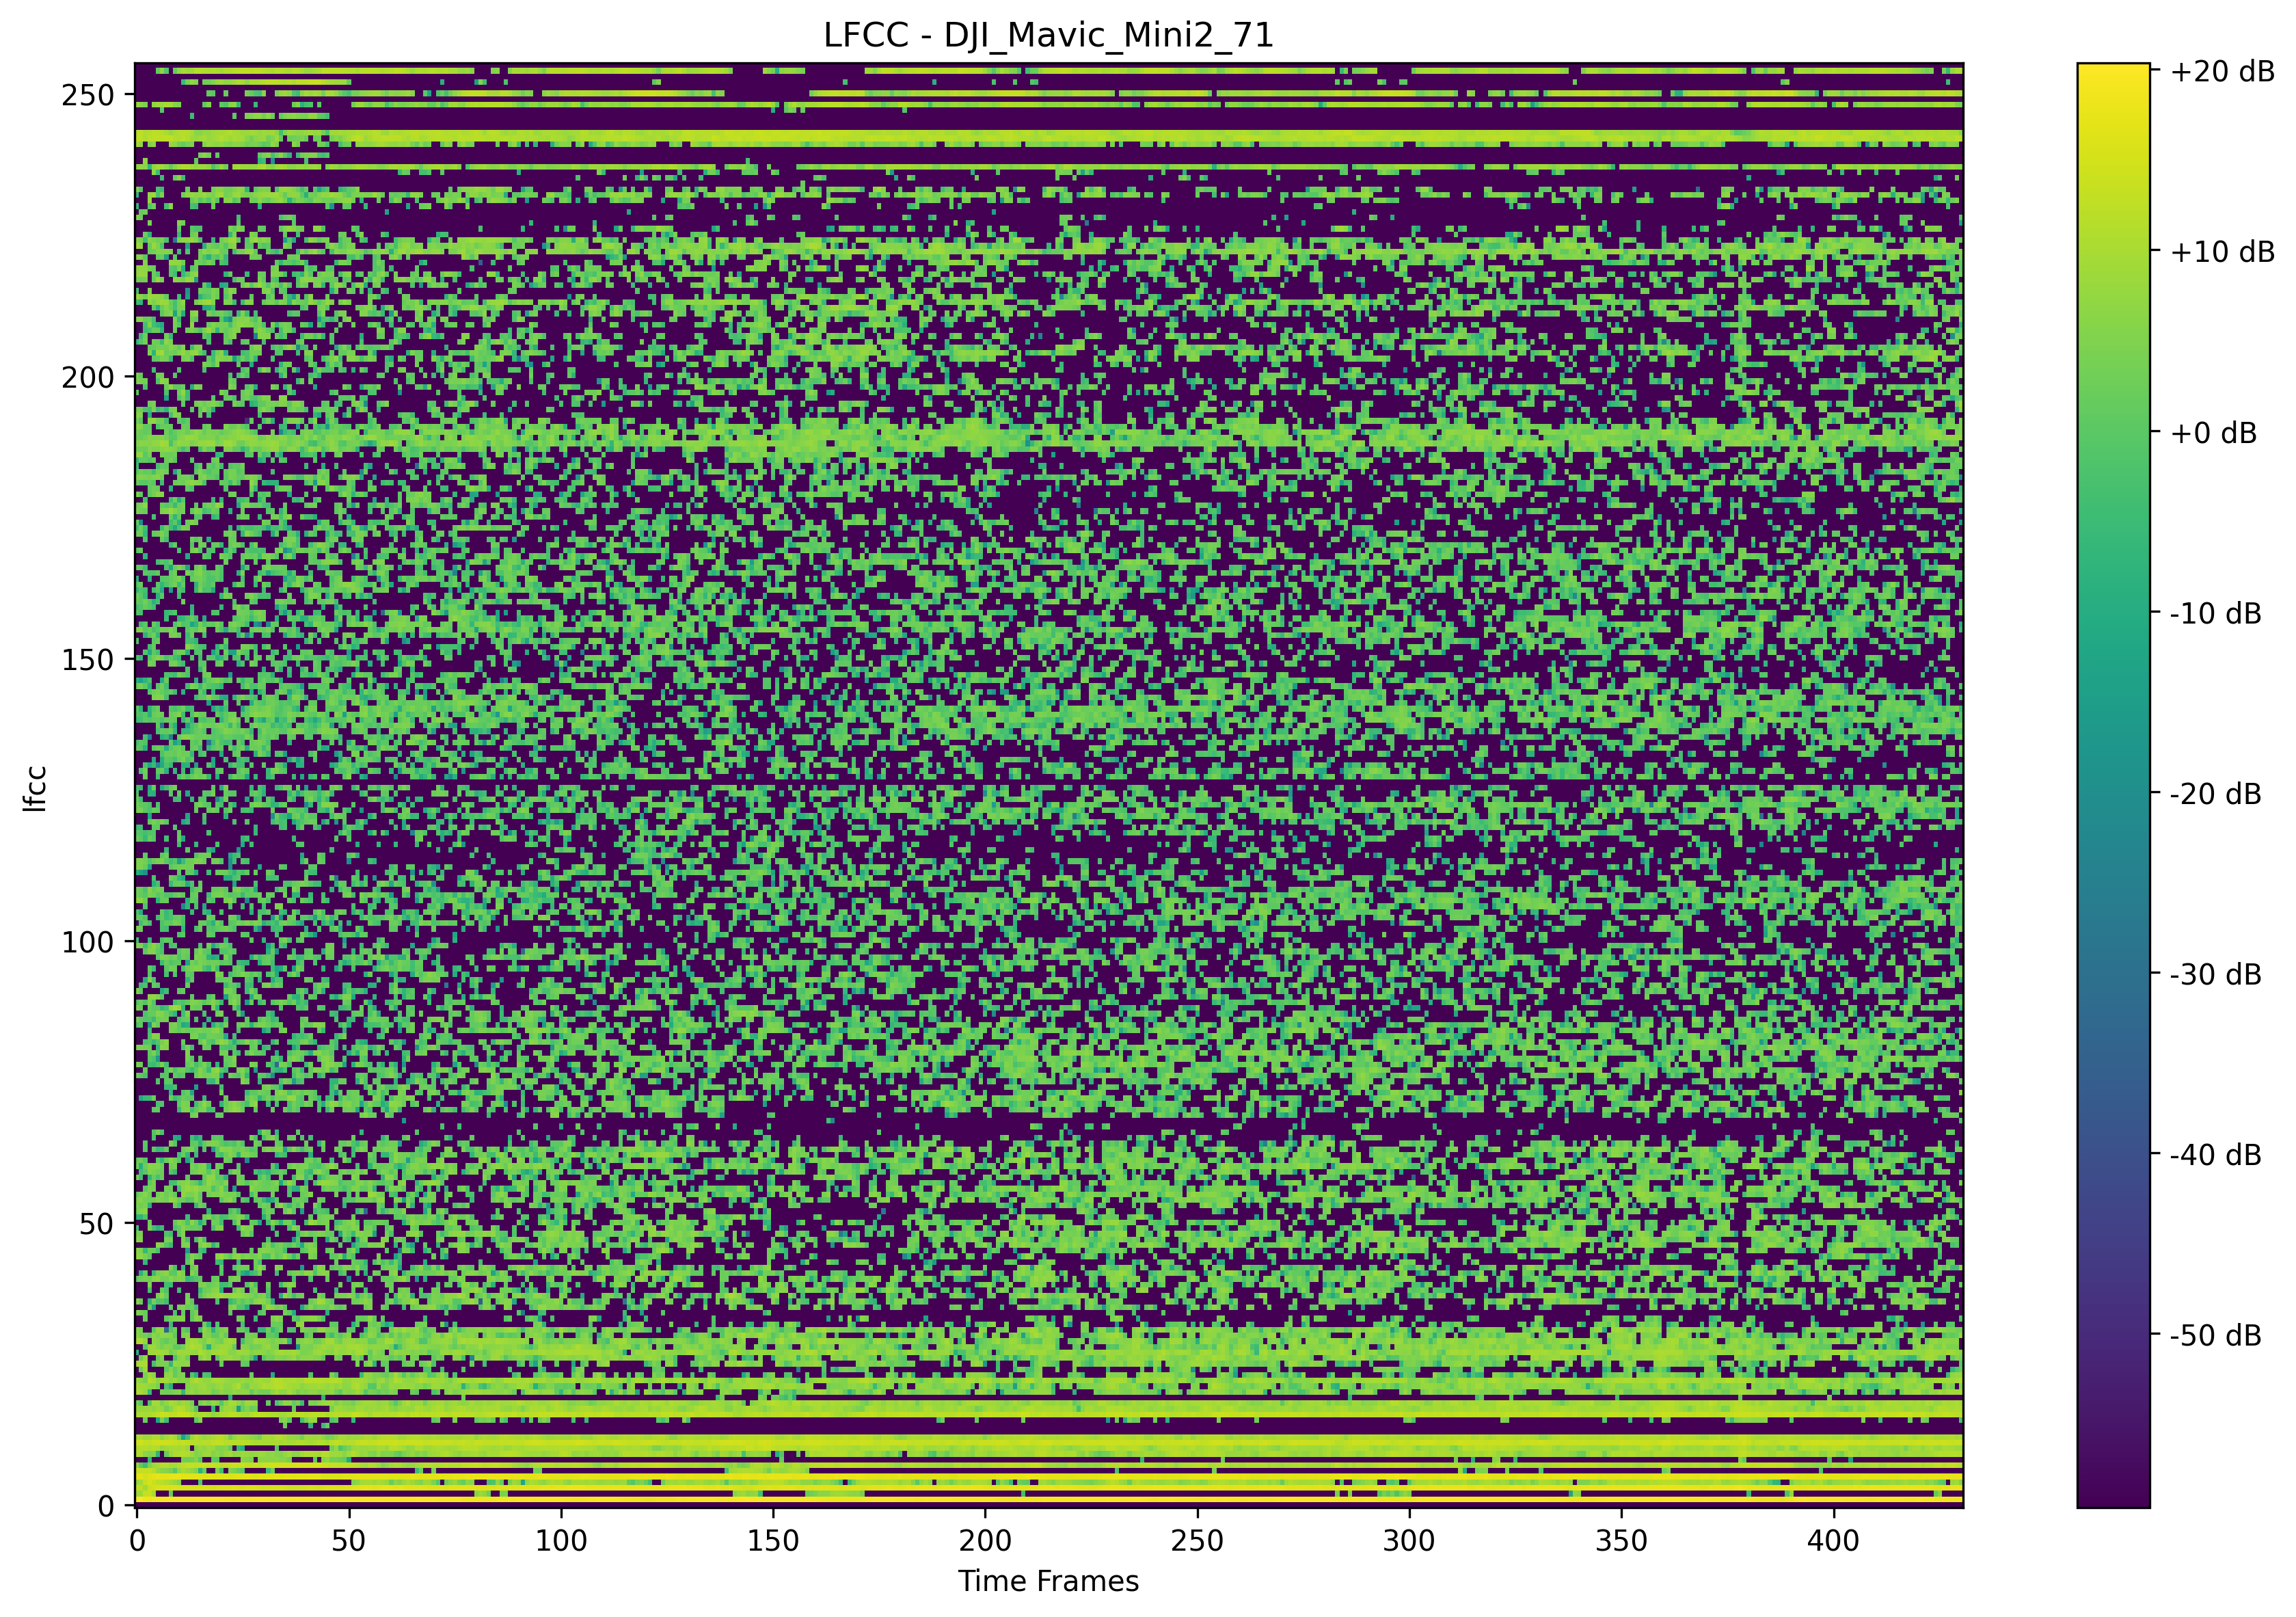 LFCC - DJI_Mavic_Mini2_71
250
200
150
100
50
0
lfcc
0 50 100 150 200 250 300 350 400
Time Frames
+20 dB
+10 dB
+0 dB
-10 dB
-20 dB
-30 dB
-40 dB
-50 dB